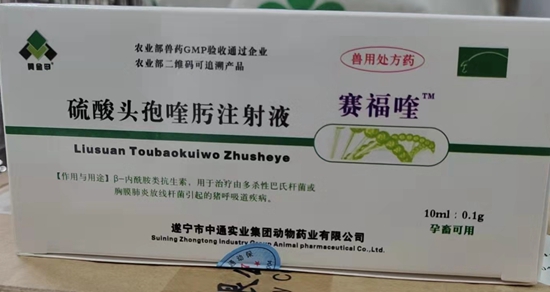 黄金甲
农业部兽药GMP验收通过企业
农业部二维码可追溯产品
兽用处方药
硫酸头孢喹肟注射液
赛福喹™
Liusuan Toubaokuiwo Zhusheye
【作用与用途】β-内酰胺类抗生素。用于治疗由多杀性巴氏杆菌或
胸膜肺炎放线杆菌引起的猪呼吸道疾病。
10ml：0.1g
孕畜可用
遂宁市中通实业集团动物药业有限公司
Suining Zhongtong Industry Group Animal pharmaceutical Co.,Ltd.